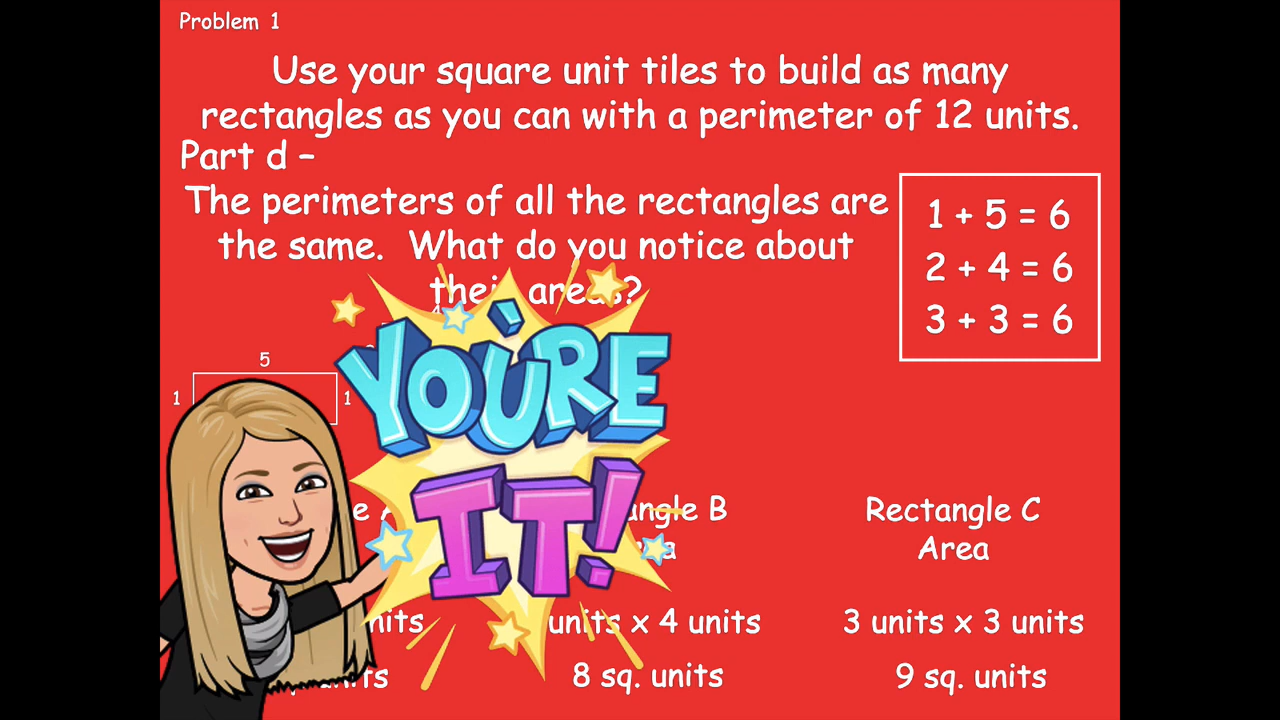 Problem 1
Use your square unit tiles to build as many
rectangles as you can with a perimeter of 12 units.
Part d –
The perimeters of all the rectangles are
the same. What do you notice about
their areas?
1 + 5 = 6
2 + 4 = 6
3 + 3 = 6
5
1 1
YOU'RE
IT!
B
Rectangle C
Area
units x 4 units
3 units x 3 units
8 sq. units
9 sq. units